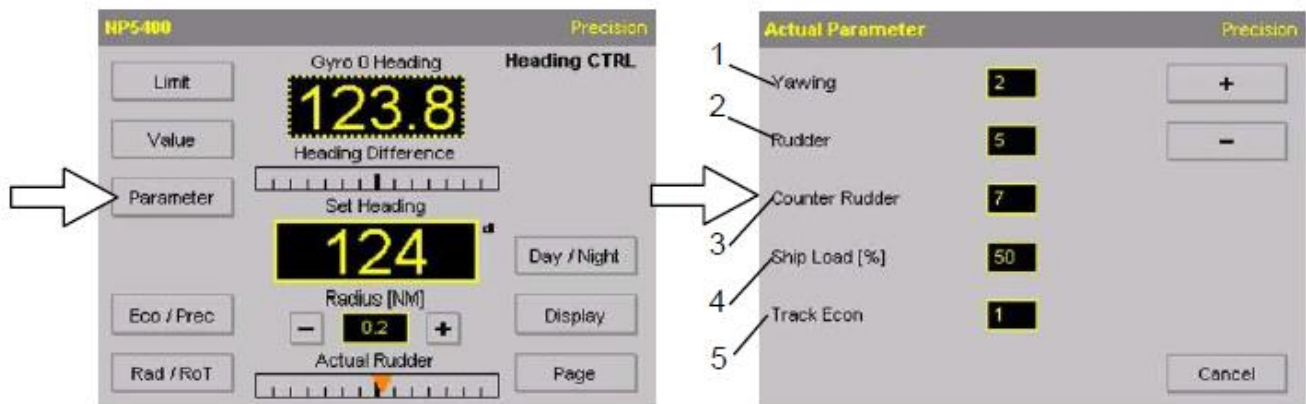 NP5400 Precision
Gyro 0 Heading Heading CTRL
Limit
123.8
Value
Heading Difference
Parameter
Set Heading
124
Day / Night
Radius [NM]
Eco / Prec
− 0.2 +
Display
Actual Rudder
Rad / RoT
Page
Actual Parameter Precision
1
Yawing 2 +
2
Rudder 5 −
Counter Rudder 7
3
Ship Load [%] 50
4
Track Econ 1
5
Cancel